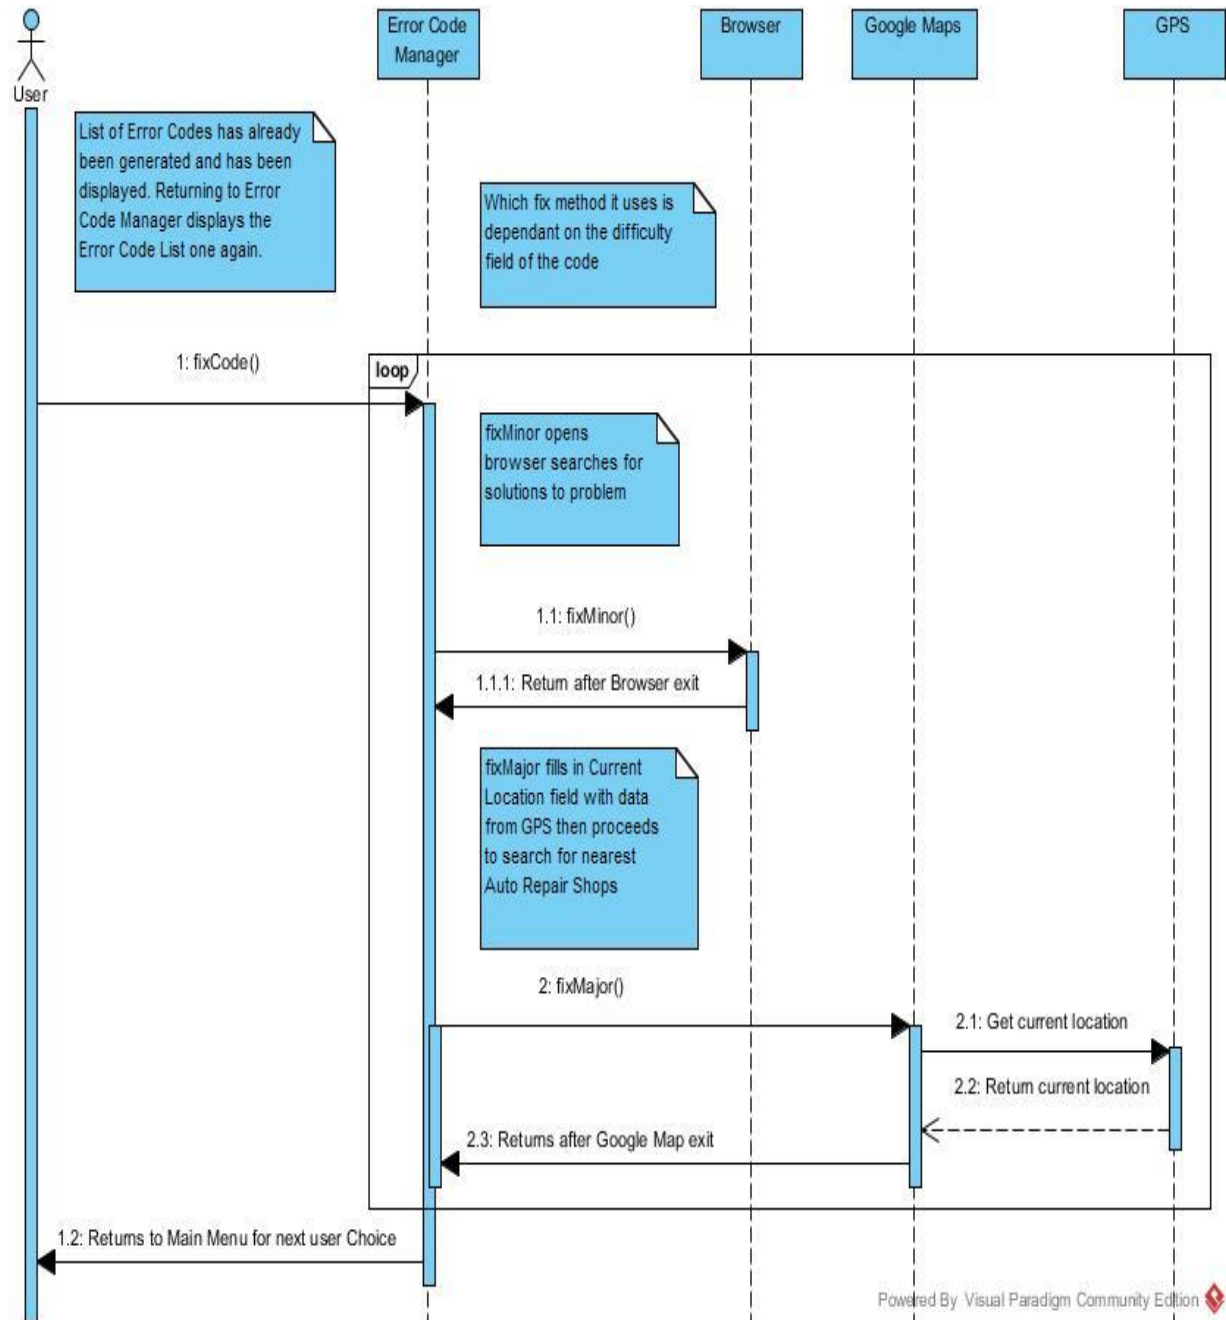 Error Code
Manager
Browser
Google Maps
GPS
User
List of Error Codes has already
been generated and has been
displayed. Returning to Error
Code Manager displays the
Error Code List one again.
Which fix method it uses is
dependant on the difficulty
field of the code
1: fixCode()
loop
fixMinor opens
browser searches for
solutions to problem
1.1: fixMinor()
1.1.1: Return after Browser exit
fixMajor fills in Current
Location field with data
from GPS then proceeds
to search for nearest
Auto Repair Shops
2: fixMajor()
2.1: Get current location
2.2: Return current location
2.3: Returns after Google Map exit
1.2: Returns to Main Menu for next user Choice
Powered By Visual Paradigm Community Edition